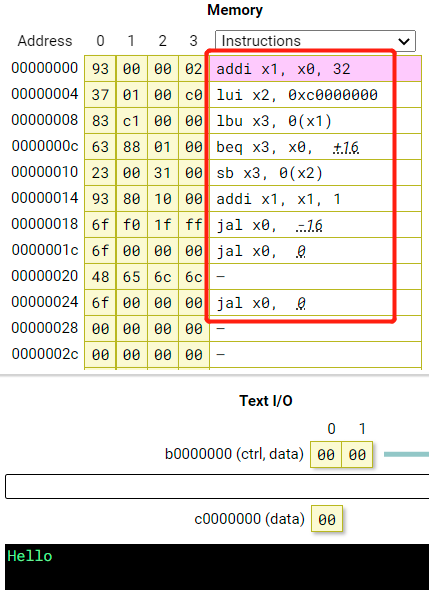 Memory
Address 0 1 2 3 Instructions
00000000 93 00 00 02 addi x1, x0, 32
00000004 37 01 00 c0 lui x2, 0xc0000000
00000008 83 c1 00 00 lbu x3, 0(x1)
0000000c 63 88 01 00 beq x3, x0, +16
00000010 23 00 31 00 sb x3, 0(x2)
00000014 93 80 10 00 addi x1, x1, 1
00000018 6f f0 1f ff jal x0, -16
0000001c 6f 00 00 00 jal x0, 0
00000020 48 65 6c 6c —
00000024 6f 00 00 00 jal x0, 0
00000028 00 00 00 00 —
0000002c 00 00 00 00 —
Text I/O
0 1
b0000000 (ctrl, data) 00 00
c0000000 (data) 00
Hello